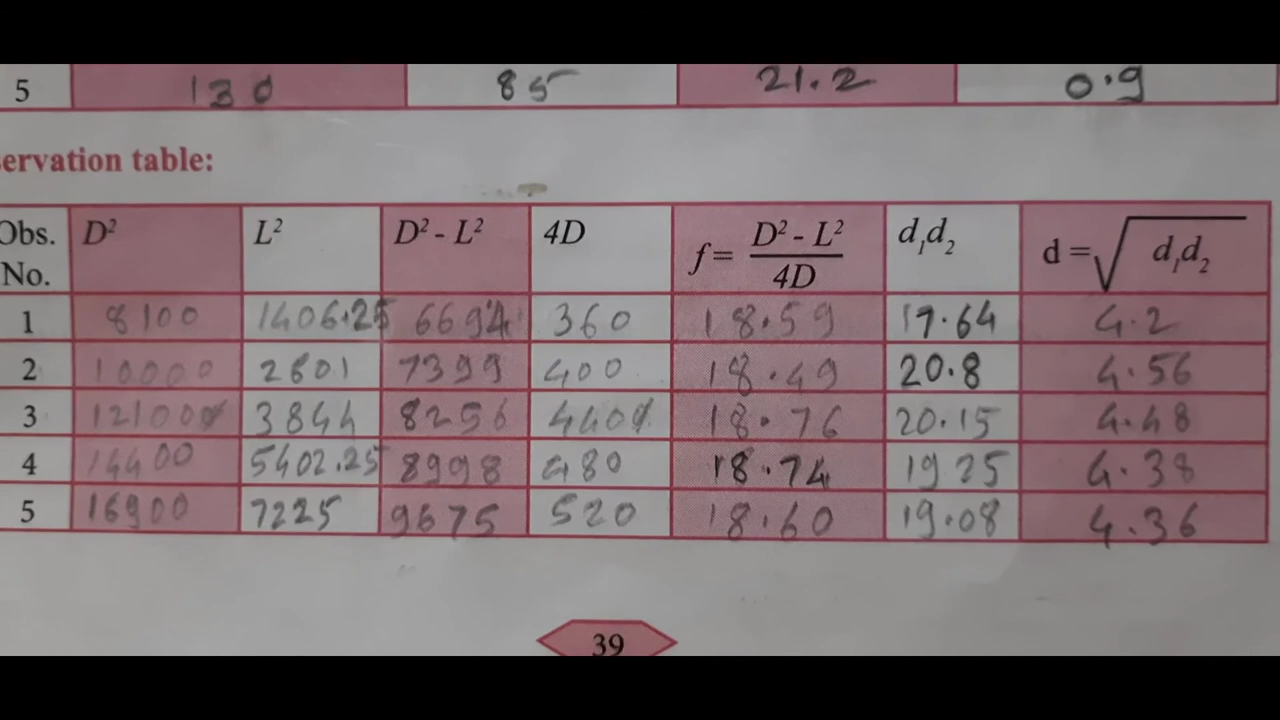 5 130 85 21.2 0.9
servation table:
Obs. No. D² L² D² - L² 4D f = D² - L² / 4D d₁d₂ d = √d₁d₂
1 8100 1406.25 6694 360 18.59 17.64 4.2
2 10000 2601 7399 400 18.49 20.8 4.56
3 12100 3844 8256 440 18.76 20.15 4.48
4 14400 5402.25 8998 480 18.74 19 25 4.38
5 16900 7225 9675 520 18.60 19.08 4.36
39